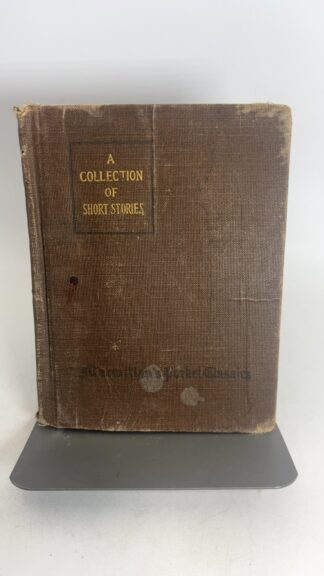 A
COLLECTION
OF
SHORT STORIES
Macmillan's Pocket Classics